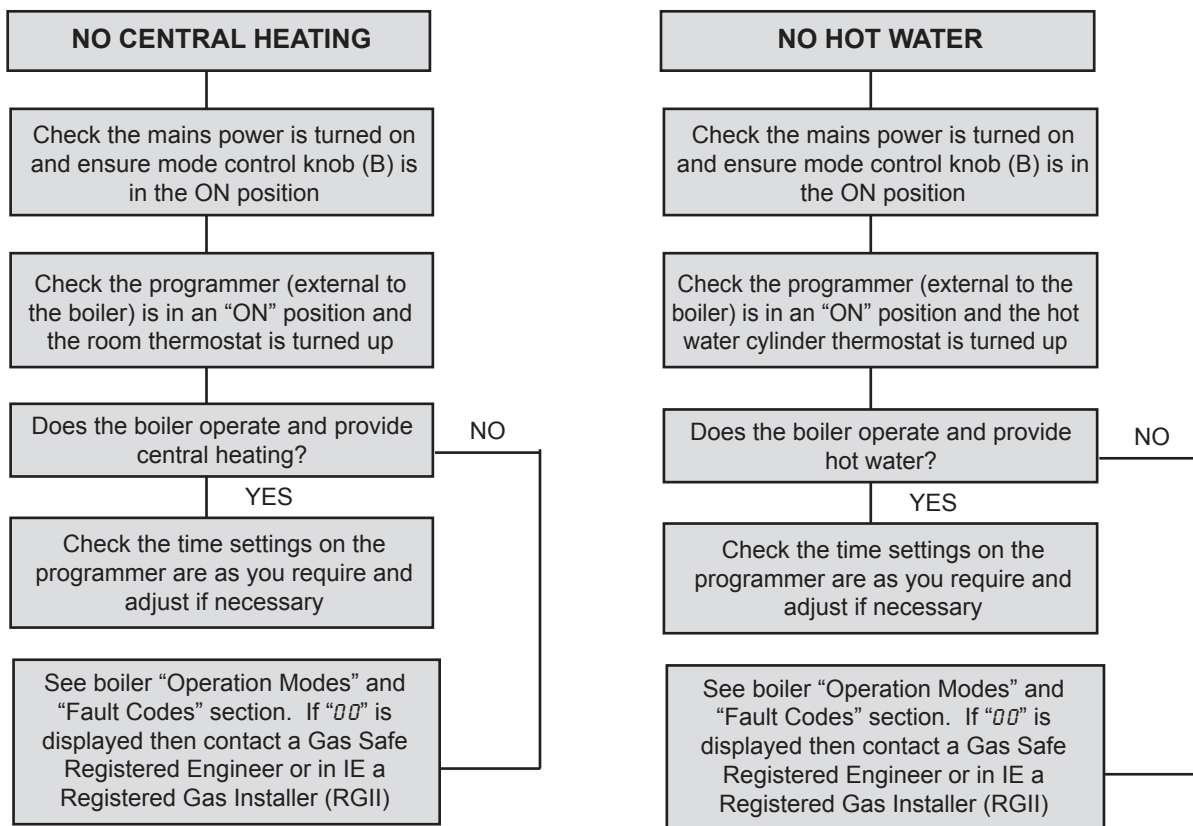 NO CENTRAL HEATING
Check the mains power is turned on
and ensure mode control knob (B) is
in the ON position
Check the programmer (external to
the boiler) is in an “ON” position and
the room thermostat is turned up
Does the boiler operate and provide
central heating?
NO
YES
Check the time settings on the
programmer are as you require and
adjust if necessary
See boiler “Operation Modes” and
“Fault Codes” section. If “00” is
displayed then contact a Gas Safe
Registered Engineer or in IE a
Registered Gas Installer (RGII)
NO HOT WATER
Check the mains power is turned on
and ensure mode control knob (B) is in
the ON position
Check the programmer (external to the
boiler) is in an “ON” position and the hot
water cylinder thermostat is turned up
Does the boiler operate and provide
hot water?
NO
YES
Check the time settings on the
programmer are as you require and
adjust if necessary
See boiler “Operation Modes” and
“Fault Codes” section. If “00” is
displayed then contact a Gas Safe
Registered Engineer or in IE a
Registered Gas Installer (RGII)